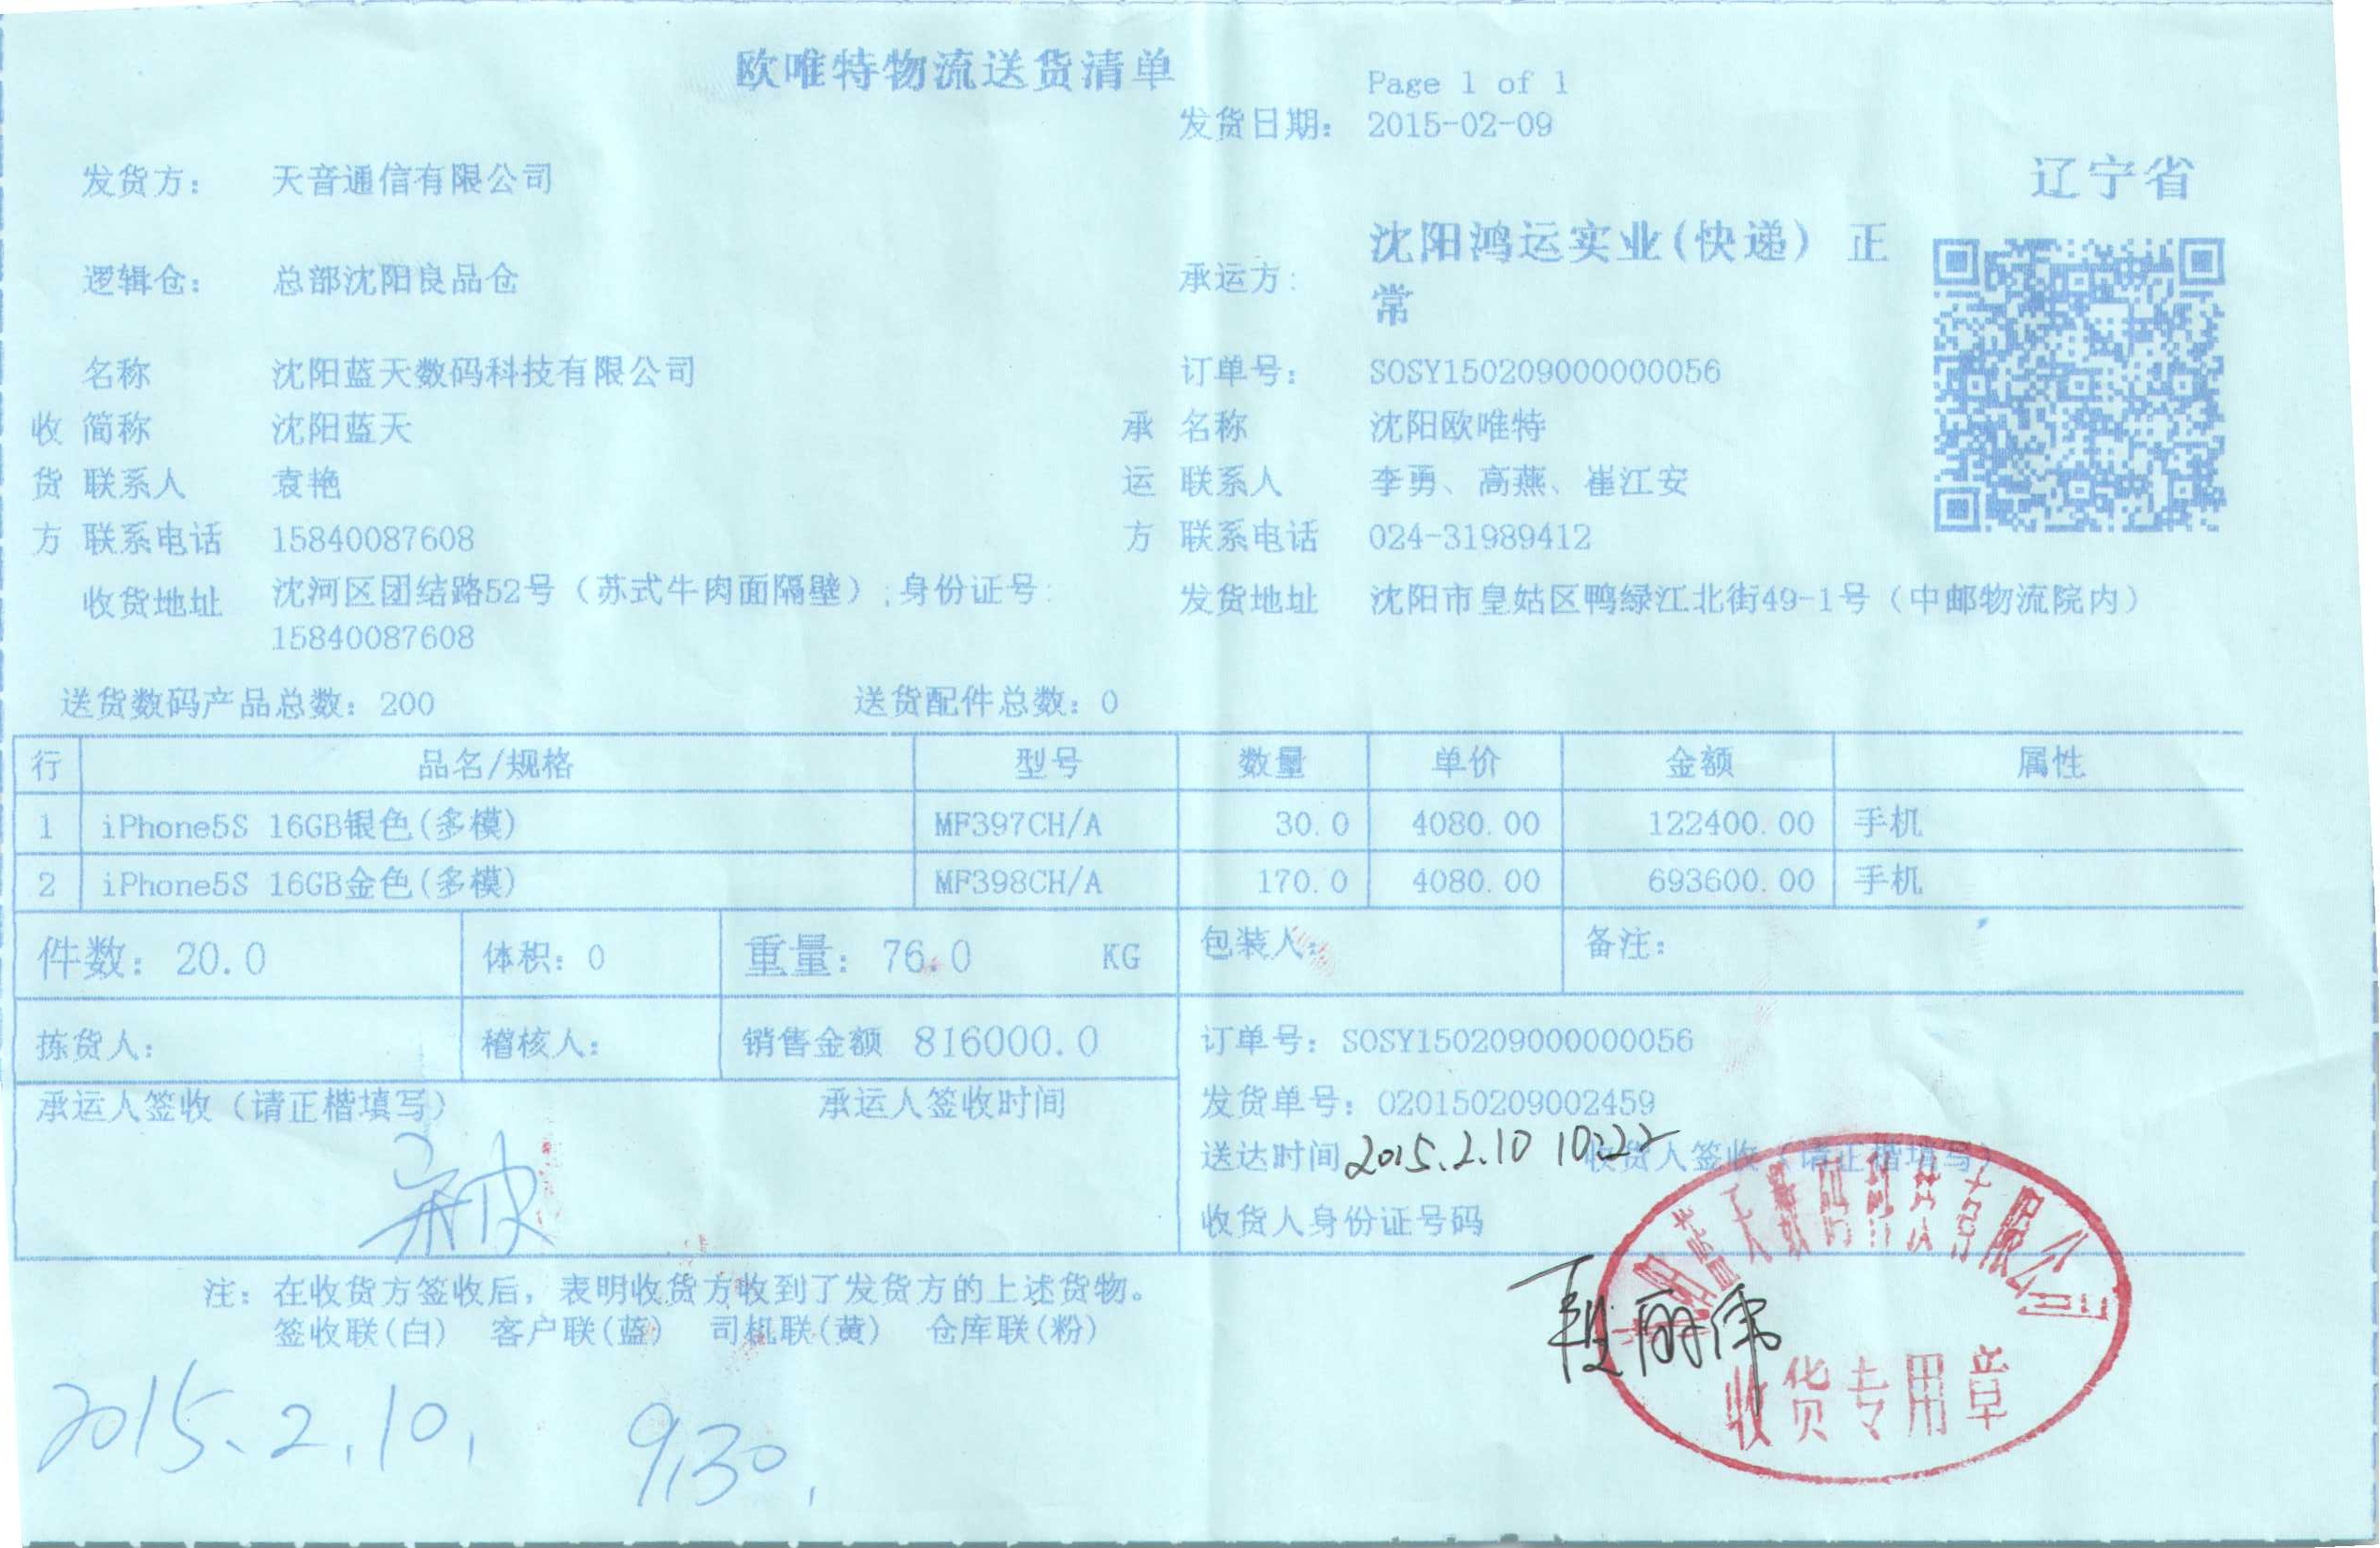 欧唯特物流送货清单
Page 1 of 1
发货日期： 2015-02-09
发货方： 天音通信有限公司
辽宁省
逻辑仓： 总部沈阳良品仓
承运方： 沈阳鸿运实业(快递) 正
常
名称 沈阳蓝天数码科技有限公司 订单号： SOSY150209000000056
收 简称 沈阳蓝天 承 名称 沈阳欧唯特
货 联系人 袁艳 运 联系人 李勇、高燕、崔江安
方 联系电话 15840087608 方 联系电话 024-31989412
收货地址 沈河区团结路52号（苏式牛肉面隔壁）;身份证号: 发货地址 沈阳市皇姑区鸭绿江北街49-1号（中邮物流院内）
15840087608
送货数码产品总数：200 送货配件总数：0
行 品名/规格 型号 数量 单价 金额 属性
1 iPhone5S 16GB银色(多模) MF397CH/A 30.0 4080.00 122400.00 手机
2 iPhone5S 16GB金色(多模) MF398CH/A 170.0 4080.00 693600.00 手机
件数：20.0 体积：0 重量：76.0 KG 包装人： 备注：
拣货人： 稽核人： 销售金额 816000.0 订单号：SOSY150209000000056
承运人签收（请正楷填写） 承运人签收时间 发货单号：020150209002459
送达时间 2015.2.10 10:22 收货人签收（请正楷填写）
收货人身份证号码
沈阳蓝天数码科技有限公司
注：在收货方签收后，表明收货方收到了发货方的上述货物。
签收联(白) 客户联(蓝) 司机联(黄) 仓库联(粉)
段丽伟
收货专用章
2015.2.10. 9:30.